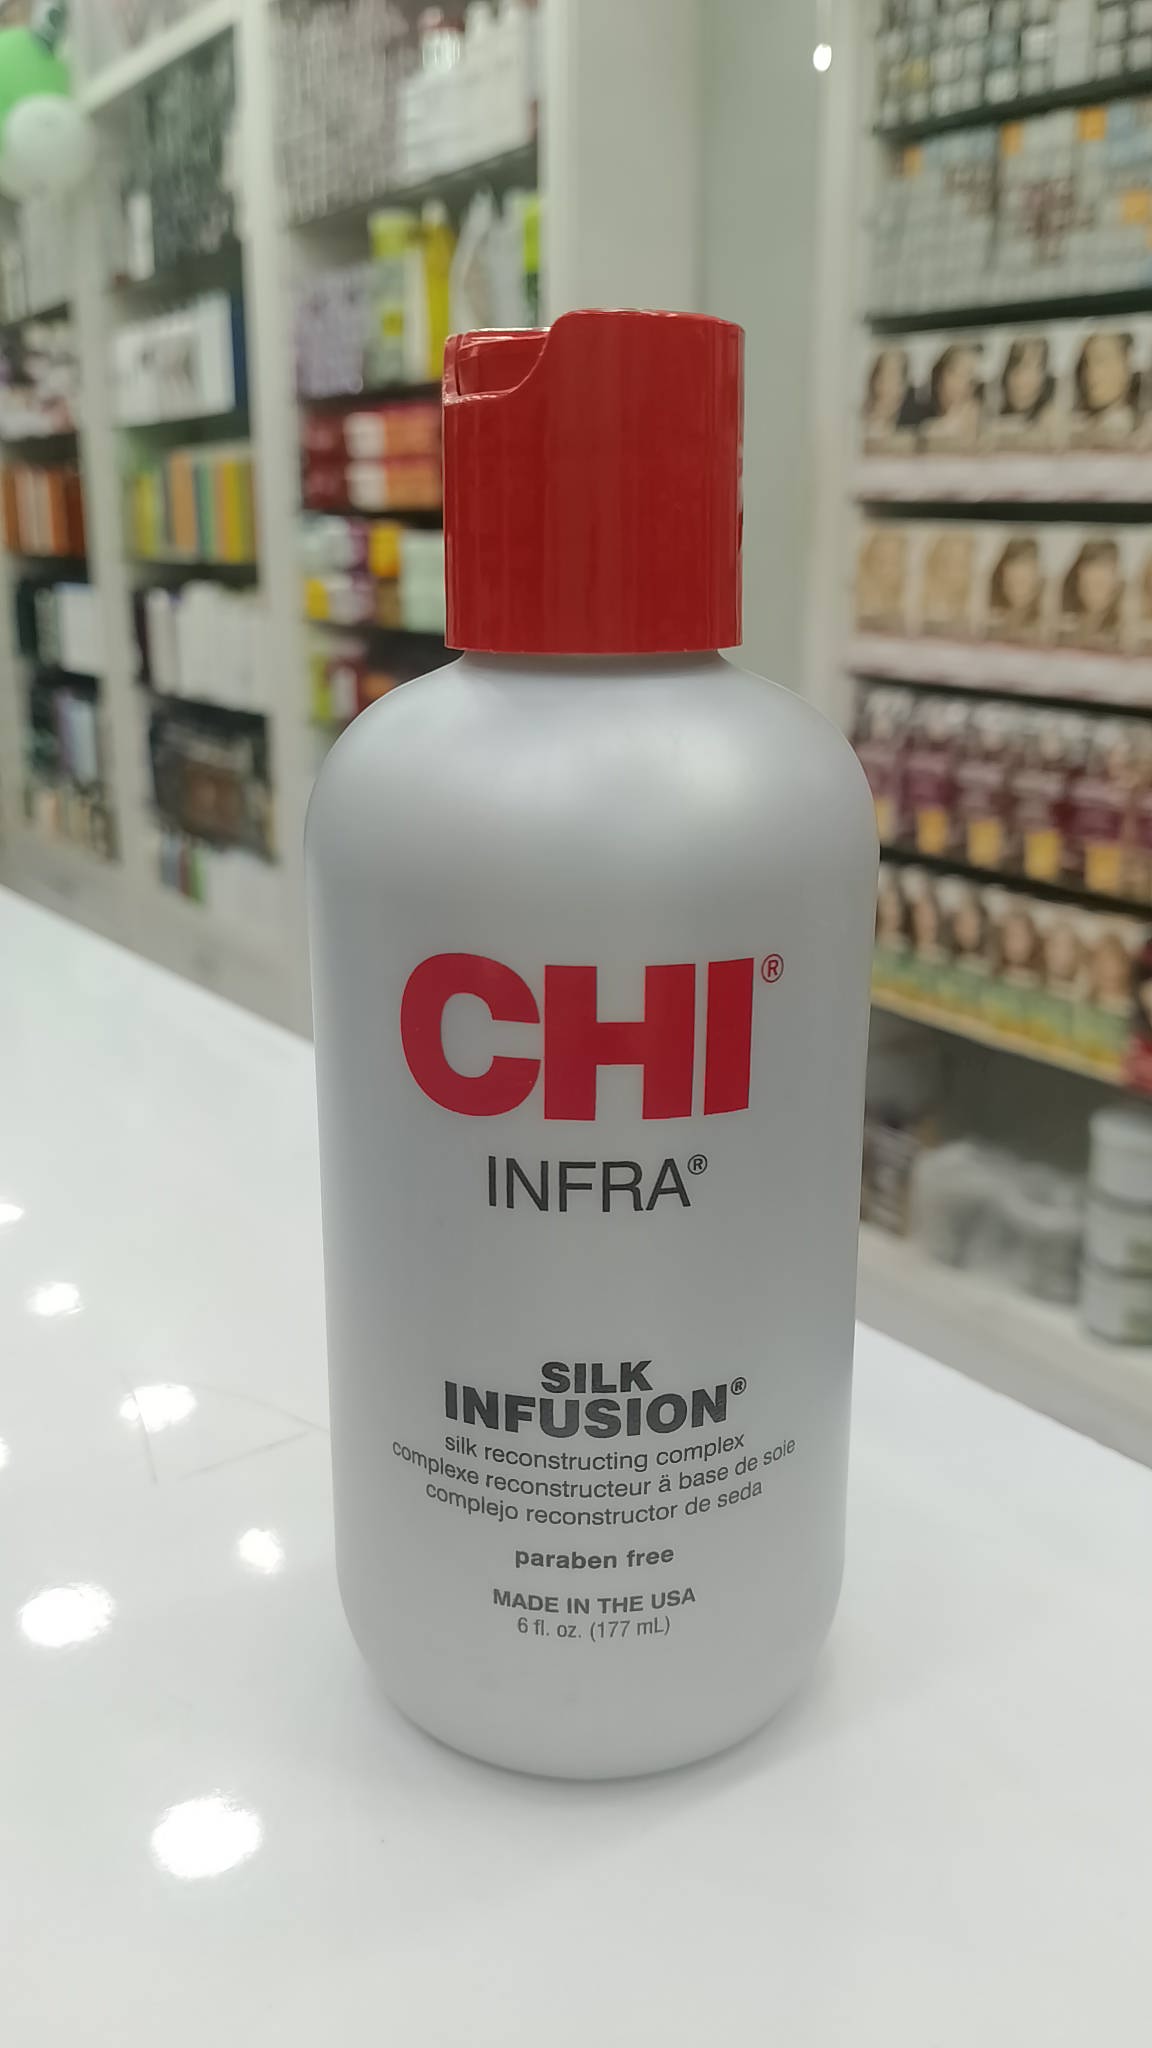 CHI®
INFRA®
SILK
INFUSION®
silk reconstructing complex
complexe reconstructeur ä base de soie
complejo reconstructor de seda
paraben free
MADE IN THE USA
6 fl. oz. (177 mL)